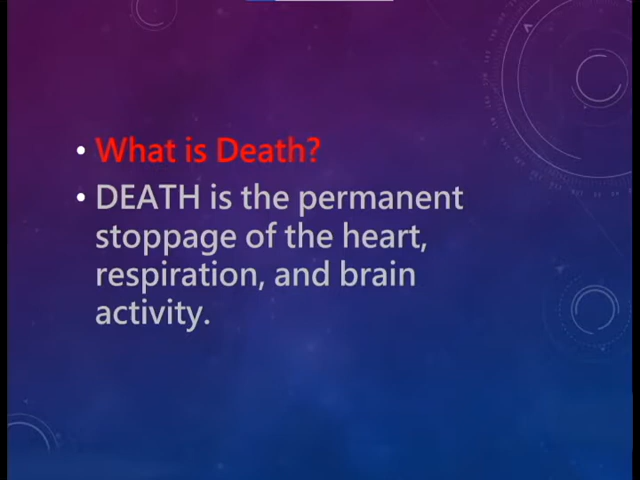 • What is Death?
• DEATH is the permanent
stoppage of the heart,
respiration, and brain
activity.